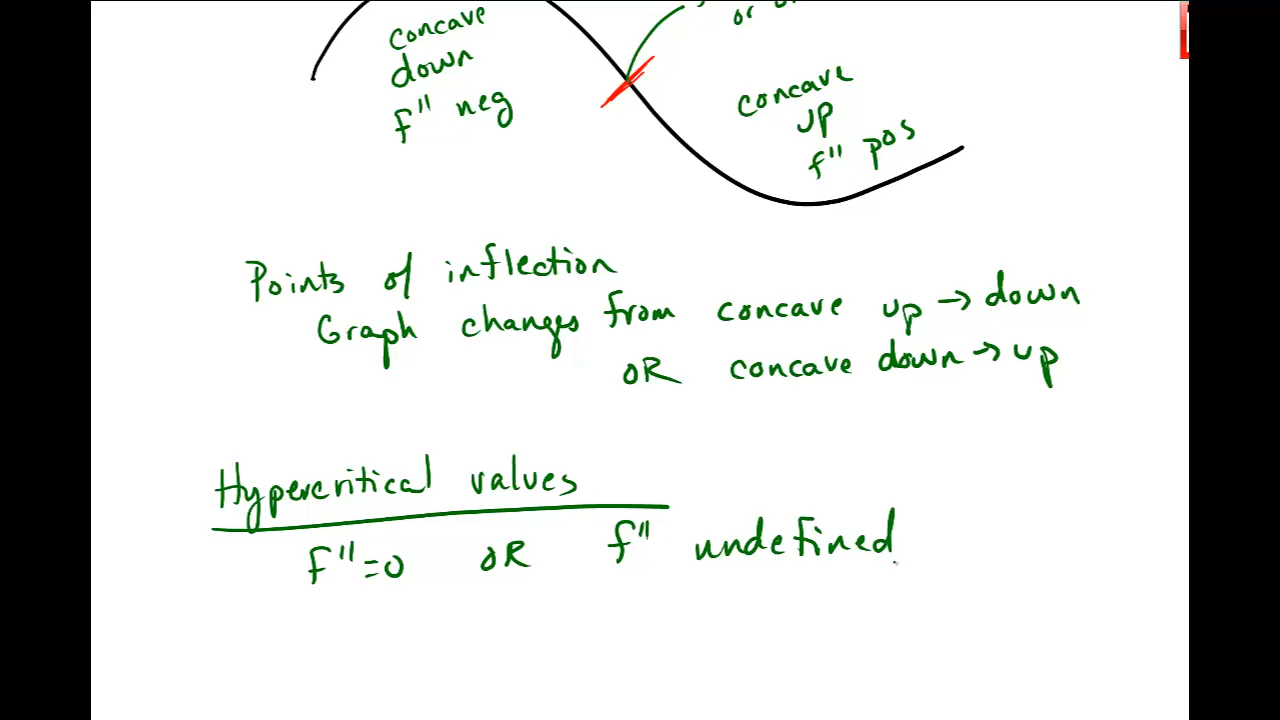 concave
down
f" neg
or
concave
up
f" pos
Points of inflection
Graph changes from concave up → down
OR concave down → up
Hypercritical values
f"=0 OR f" undefined